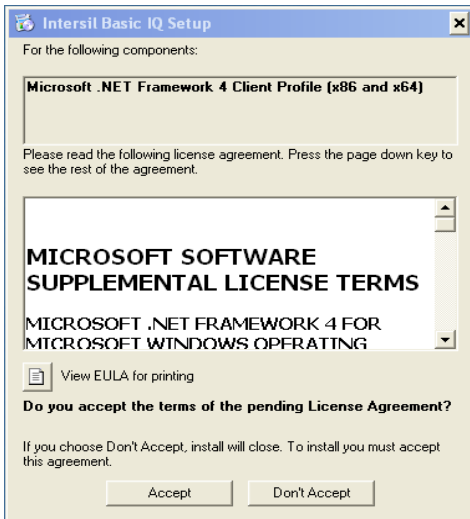 Intersil Basic IQ Setup
For the following components:
Microsoft .NET Framework 4 Client Profile (x86 and x64)
Please read the following license agreement. Press the page down key to
see the rest of the agreement.
MICROSOFT SOFTWARE
SUPPLEMENTAL LICENSE TERMS
MICROSOFT .NET FRAMEWORK 4 FOR
MICROSOFT WINDOWS OPERATING
View EULA for printing
Do you accept the terms of the pending License Agreement?
If you choose Don't Accept, install will close. To install you must accept
this agreement.
Accept
Don't Accept